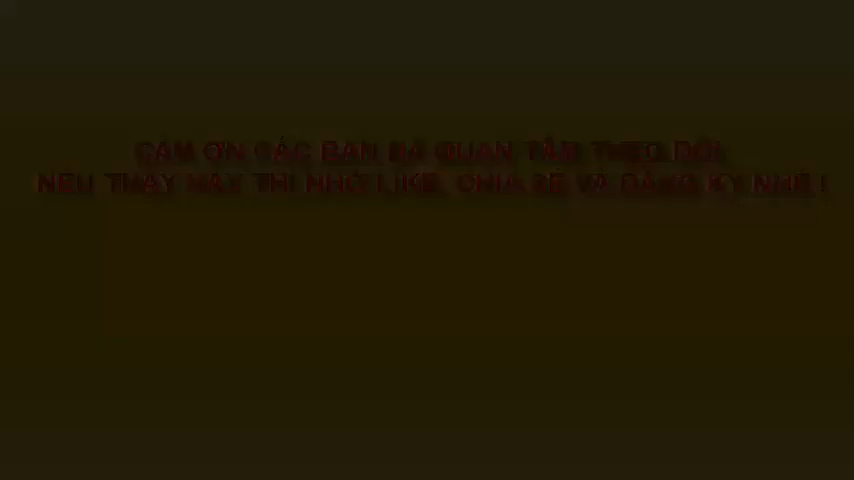 CẢM ƠN CÁC BẠN ĐÃ QUAN TÂM THEO DÕI
NẾU THẤY HAY THÌ NHỚ LIKE, CHIA SẺ VÀ ĐĂNG KÝ NHÉ !